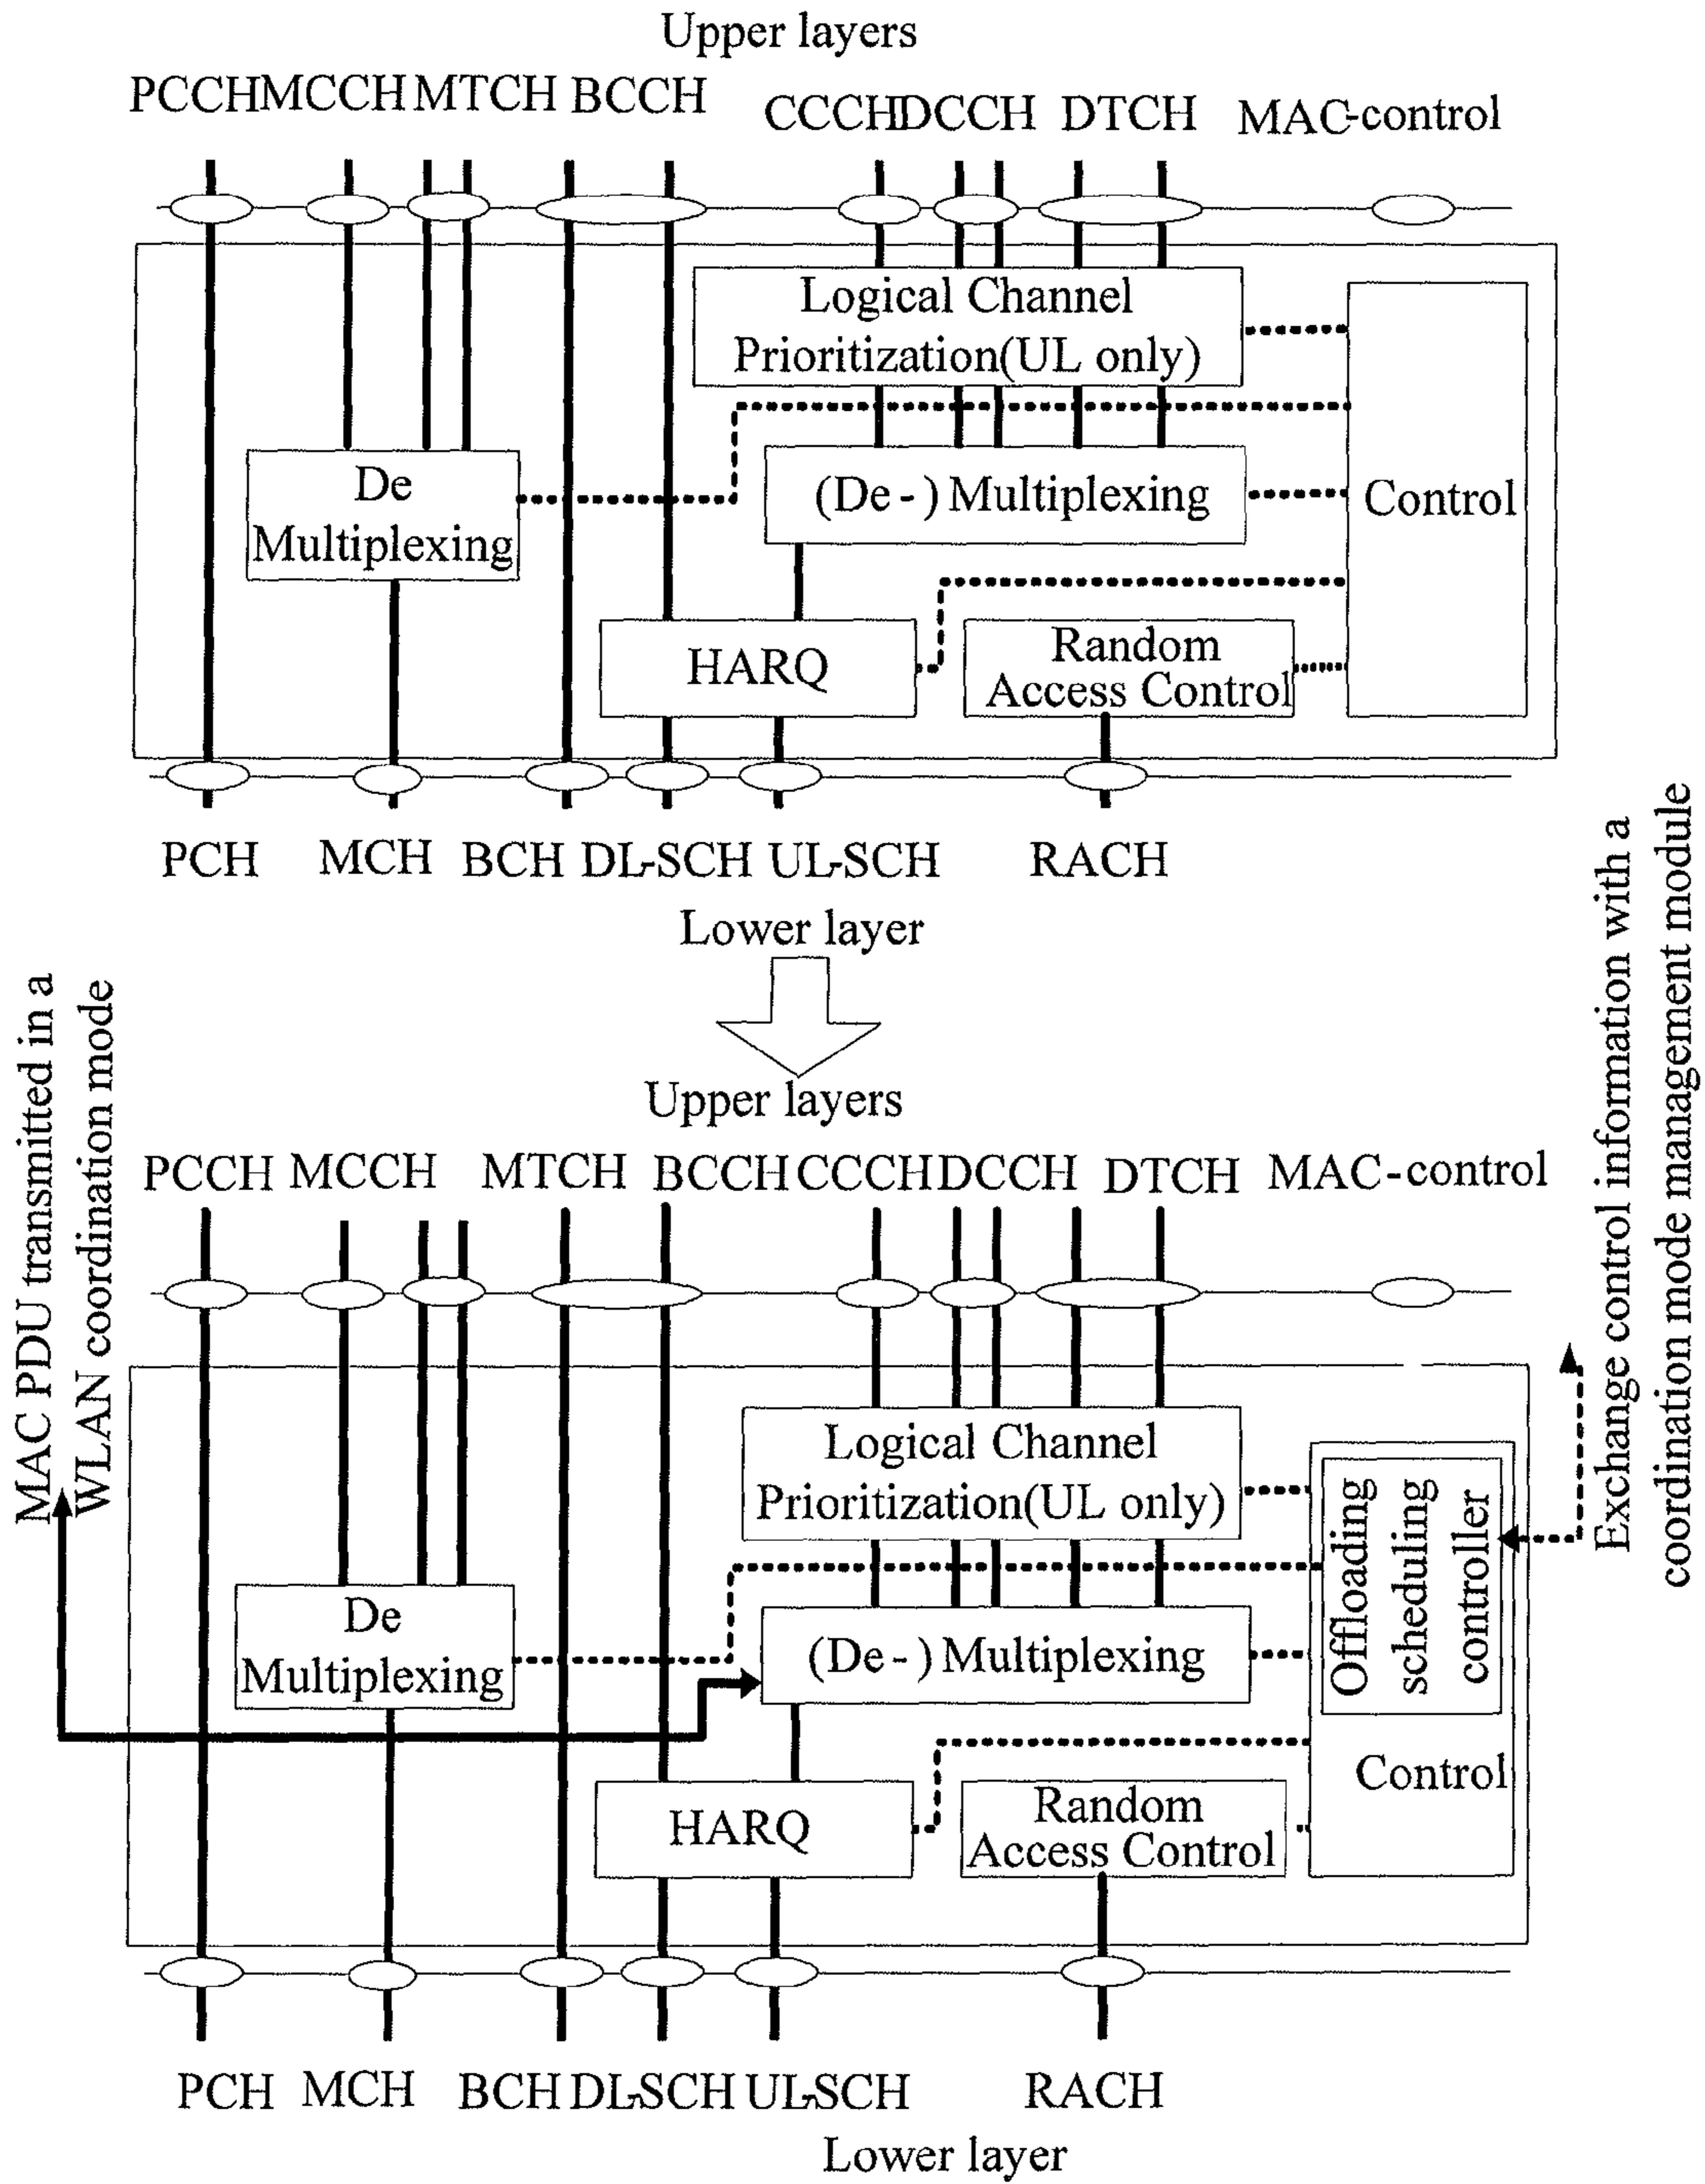 Upper layers
PCCH MCCH MTCH BCCH CCCH DCCH DTCH MAC-control
Logical Channel
Prioritization(UL only)
De
Multiplexing
(De-) Multiplexing
Control
HARQ
Random
Access Control
PCH MCH BCH DL-SCH UL-SCH RACH
Lower layer
Upper layers
PCCH MCCH MTCH BCCH CCCH DCCH DTCH MAC-control
MAC PDU transmitted in a
WLAN coordination mode
Exchange control information with a
coordination mode management module
Logical Channel
Prioritization(UL only)
Offloading
scheduling
controller
De
Multiplexing
(De-) Multiplexing
Control
HARQ
Random
Access Control
PCH MCH BCH DL-SCH UL-SCH RACH
Lower layer